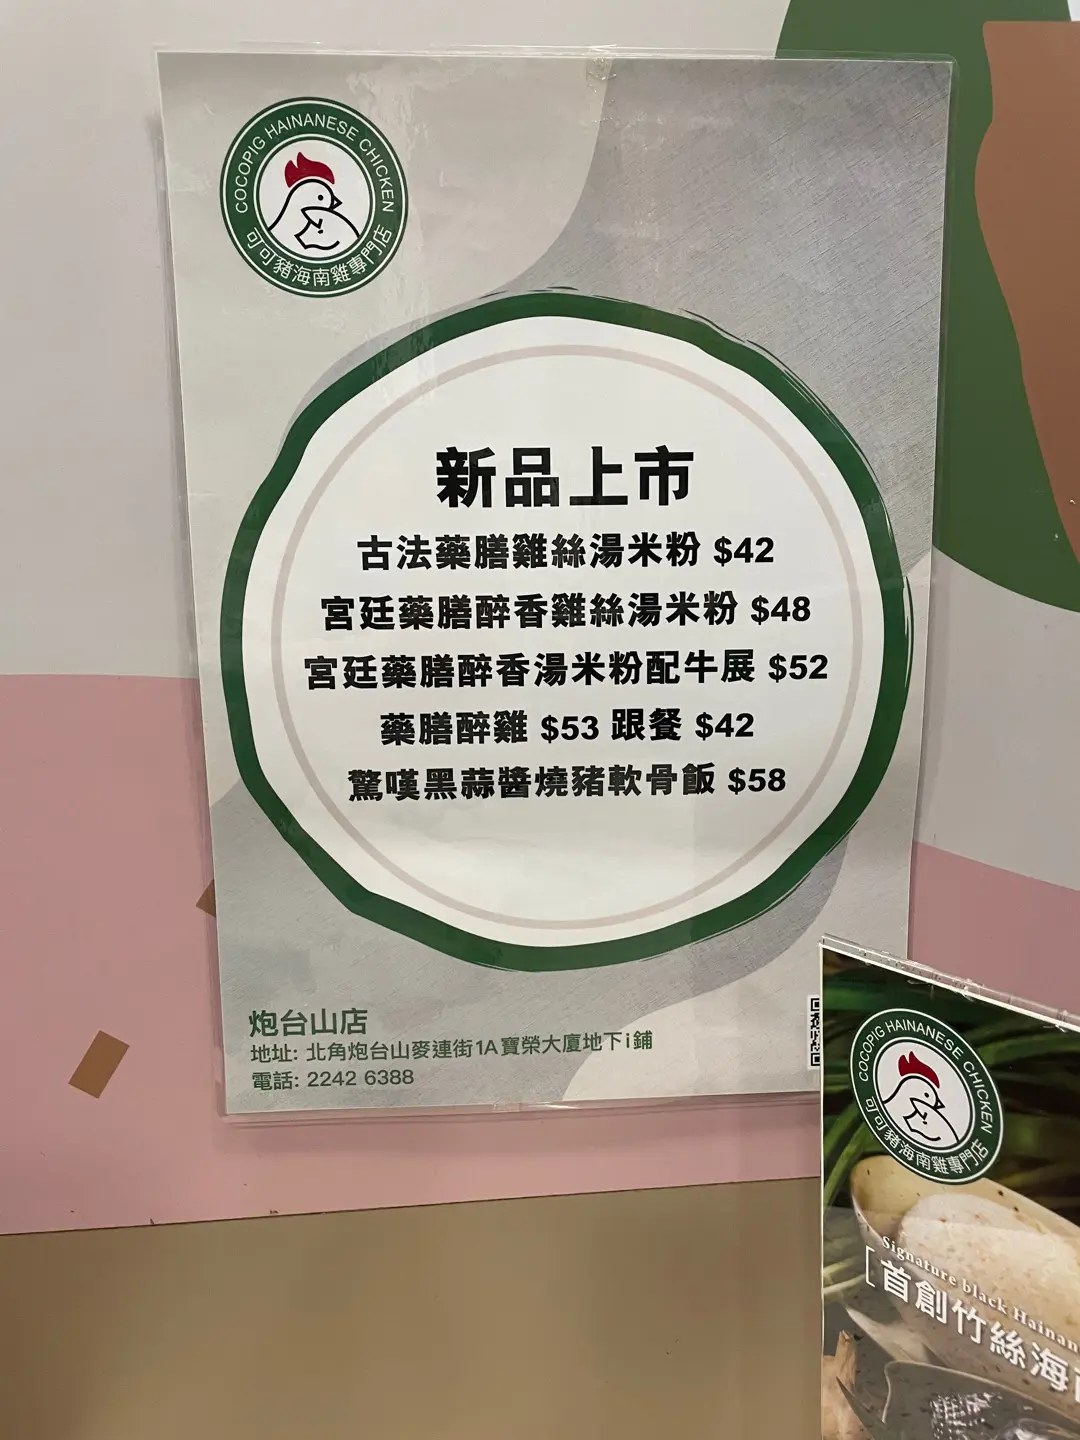 COCOPIG HAINANESE CHICKEN
可可豬海南雞專門店
新品上市
古法藥膳雞絲湯米粉 $42
宮廷藥膳醉香雞絲湯米粉 $48
宮廷藥膳醉香湯米粉配牛展 $52
藥膳醉雞 $53 跟餐 $42
驚嘆黑蒜醬燒豬軟骨飯 $58
炮台山店
地址: 北角炮台山麥連街1A寶榮大廈地下i鋪
電話: 2242 6388
COCOPIG HAINANESE CHICKEN
可可豬海南雞專門店
Signature black Hainan
[首創竹絲海